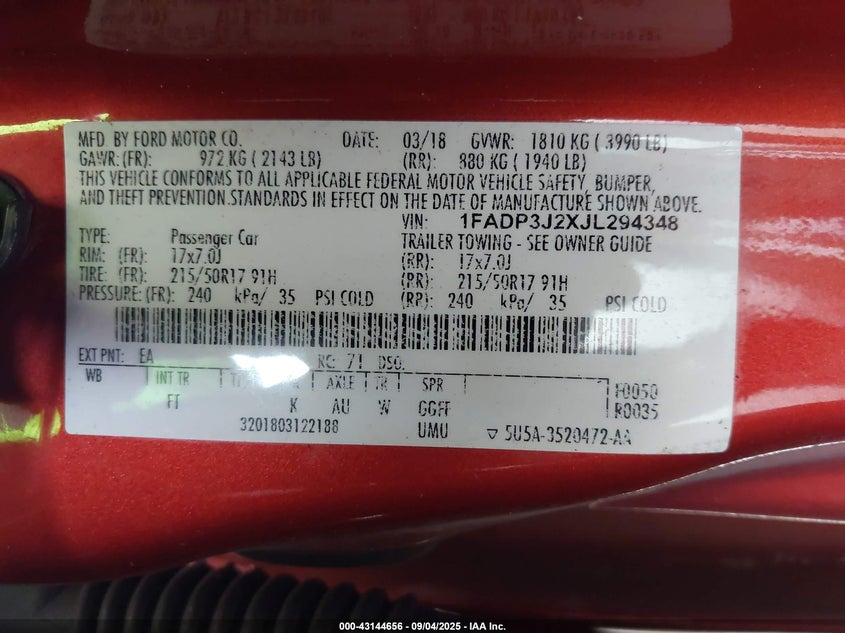 MFD. BY FORD MOTOR CO. DATE: 03/18 GVWR: 1810 KG ( 3990 LB)
GAWR: (FR): 972 KG ( 2143 LB) (RR): 880 KG ( 1940 LB)
THIS VEHICLE CONFORMS TO ALL APPLICABLE FEDERAL MOTOR VEHICLE SAFETY, BUMPER,
AND THEFT PREVENTION STANDARDS IN EFFECT ON THE DATE OF MANUFACTURE SHOWN ABOVE.
VIN: 1FADP3J2XJL294348
TYPE: Passenger Car TRAILER TOWING - SEE OWNER GUIDE
RIM: (FR): 17x7.0J (RR): 17x7.0J
TIRE: (FR): 215/50R17 91H (RR): 215/50R17 91H
PRESSURE: (FR): 240 kPa/ 35 PSI COLD (RR): 240 kPa/ 35 PSI COLD
EXT PNT: EA RC: 71 DSO:
WB INT TR AXLE TR SPR F0050
FT K AU W GGFF R0035
3201803122188 UMU ▽ 5U5A-3520472-AA
000-43144656 - 09/04/2025 - IAA Inc.